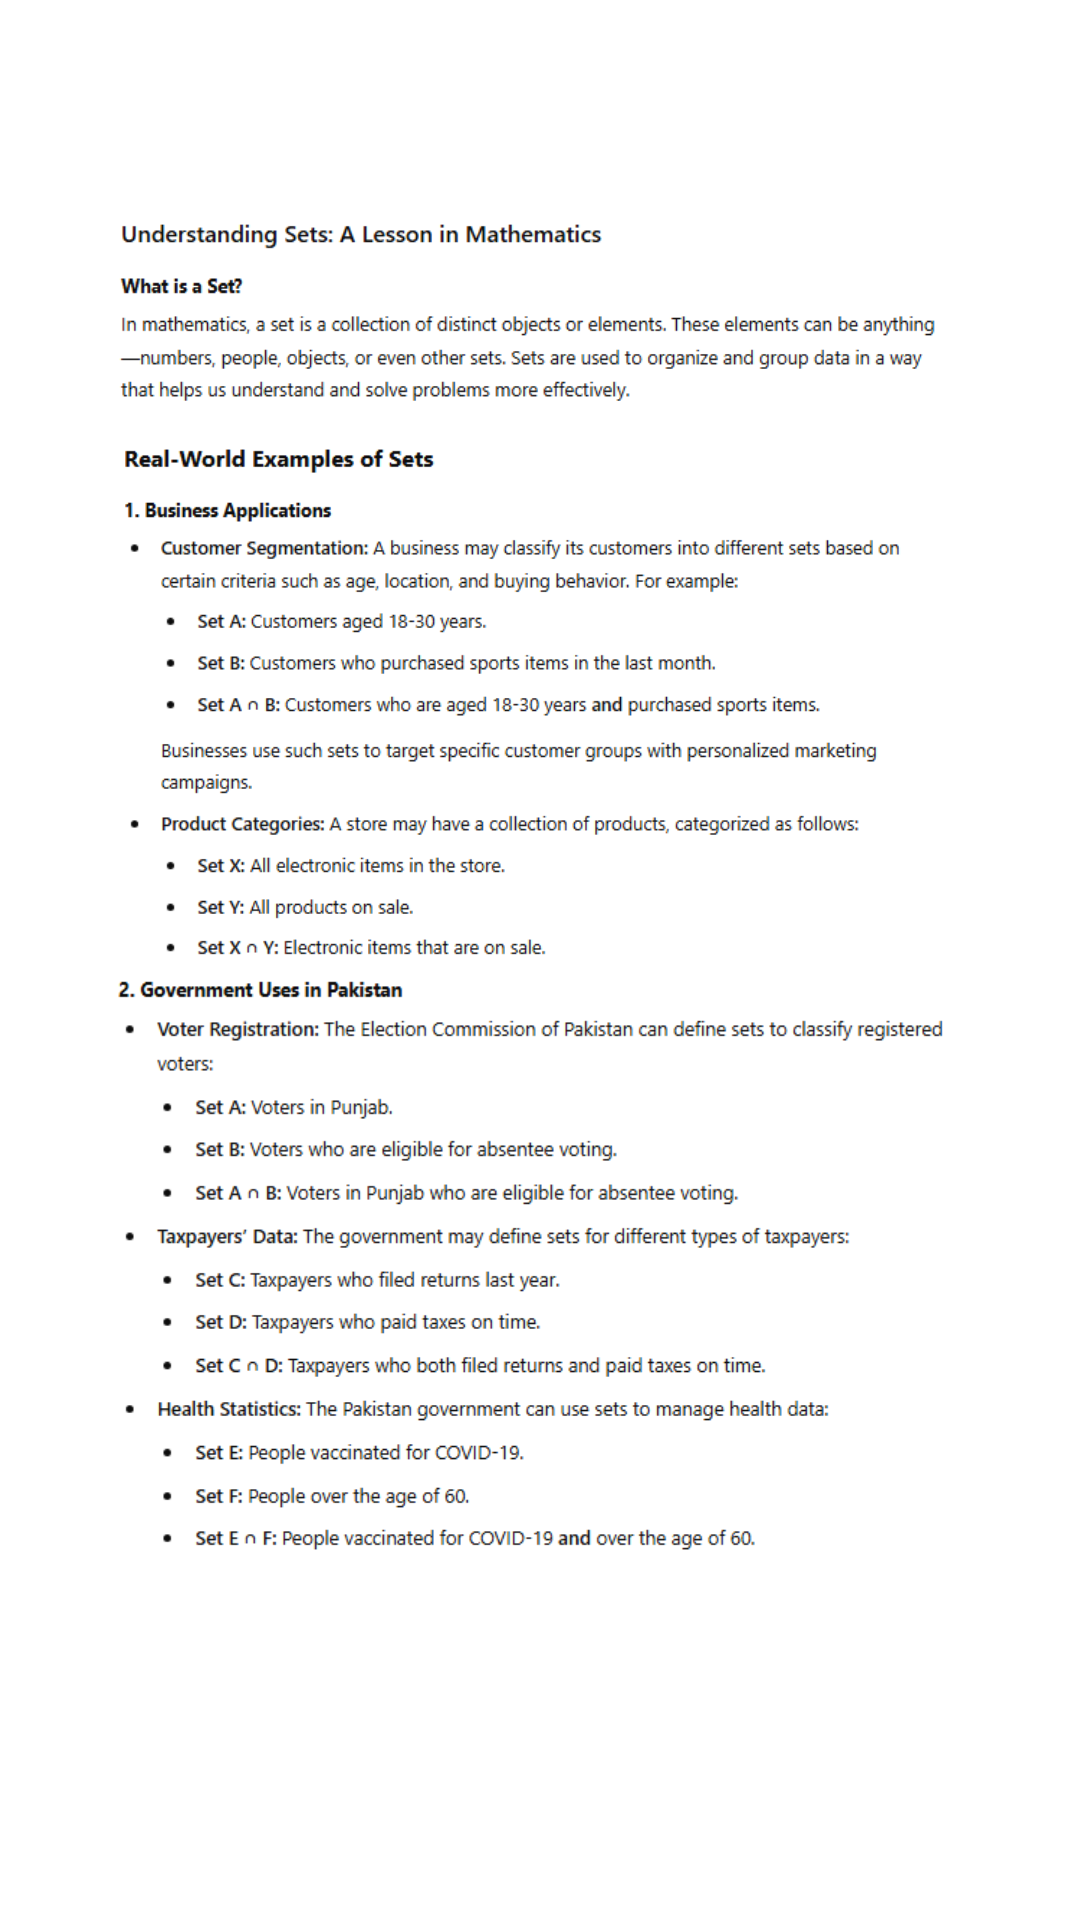 Understanding Sets: A Lesson in Mathematics
What is a Set?
In mathematics, a set is a collection of distinct objects or elements. These elements can be anything
—numbers, people, objects, or even other sets. Sets are used to organize and group data in a way
that helps us understand and solve problems more effectively.
Real-World Examples of Sets
1. Business Applications
• Customer Segmentation: A business may classify its customers into different sets based on
certain criteria such as age, location, and buying behavior. For example:
• Set A: Customers aged 18-30 years.
• Set B: Customers who purchased sports items in the last month.
• Set A ∩ B: Customers who are aged 18-30 years and purchased sports items.
Businesses use such sets to target specific customer groups with personalized marketing
campaigns.
• Product Categories: A store may have a collection of products, categorized as follows:
• Set X: All electronic items in the store.
• Set Y: All products on sale.
• Set X ∩ Y: Electronic items that are on sale.
2. Government Uses in Pakistan
• Voter Registration: The Election Commission of Pakistan can define sets to classify registered
voters:
• Set A: Voters in Punjab.
• Set B: Voters who are eligible for absentee voting.
• Set A ∩ B: Voters in Punjab who are eligible for absentee voting.
• Taxpayers’ Data: The government may define sets for different types of taxpayers:
• Set C: Taxpayers who filed returns last year.
• Set D: Taxpayers who paid taxes on time.
• Set C ∩ D: Taxpayers who both filed returns and paid taxes on time.
• Health Statistics: The Pakistan government can use sets to manage health data:
• Set E: People vaccinated for COVID-19.
• Set F: People over the age of 60.
• Set E ∩ F: People vaccinated for COVID-19 and over the age of 60.